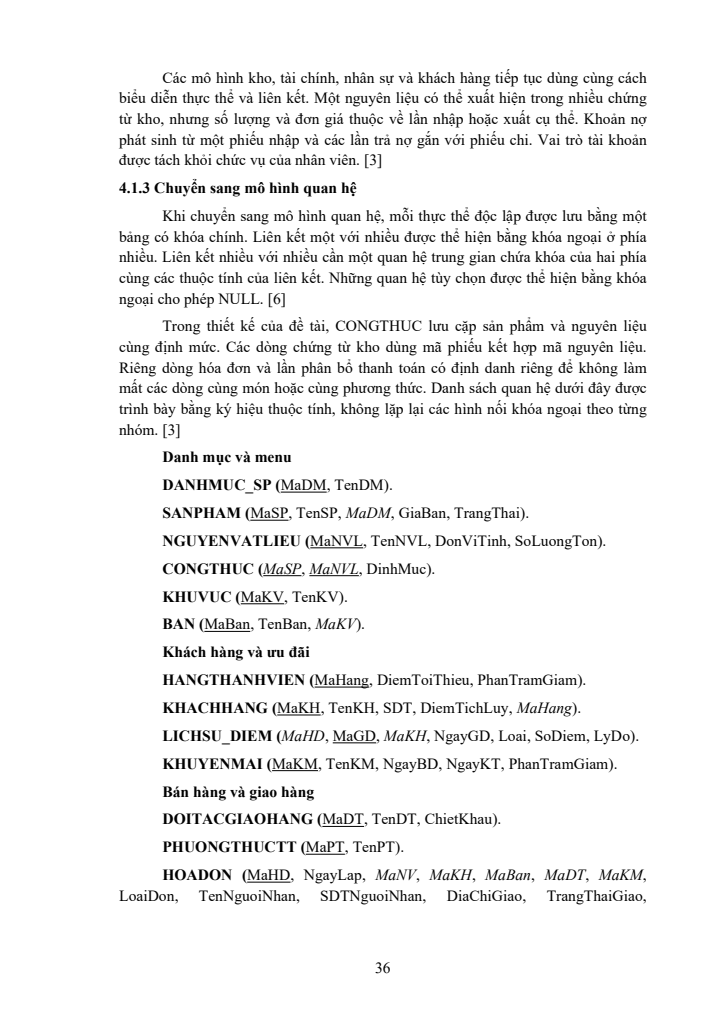 Các mô hình kho, tài chính, nhân sự và khách hàng tiếp tục dùng cùng cách
biểu diễn thực thể và liên kết. Một nguyên liệu có thể xuất hiện trong nhiều chứng
từ kho, nhưng số lượng và đơn giá thuộc về lần nhập hoặc xuất cụ thể. Khoản nợ
phát sinh từ một phiếu nhập và các lần trả nợ gắn với phiếu chi. Vai trò tài khoản
được tách khỏi chức vụ của nhân viên. [3]
4.1.3 Chuyển sang mô hình quan hệ
Khi chuyển sang mô hình quan hệ, mỗi thực thể độc lập được lưu bằng một
bảng có khóa chính. Liên kết một với nhiều được thể hiện bằng khóa ngoại ở phía
nhiều. Liên kết nhiều với nhiều cần một quan hệ trung gian chứa khóa của hai phía
cùng các thuộc tính của liên kết. Những quan hệ tùy chọn được thể hiện bằng khóa
ngoại cho phép NULL. [6]
Trong thiết kế của đề tài, CONGTHUC lưu cặp sản phẩm và nguyên liệu
cùng định mức. Các dòng chứng từ kho dùng mã phiếu kết hợp mã nguyên liệu.
Riêng dòng hóa đơn và lần phân bổ thanh toán có định danh riêng để không làm
mất các dòng cùng món hoặc cùng phương thức. Danh sách quan hệ dưới đây được
trình bày bằng ký hiệu thuộc tính, không lặp lại các hình nối khóa ngoại theo từng
nhóm. [3]
Danh mục và menu
DANHMUC_SP (MaDM, TenDM).
SANPHAM (MaSP, TenSP, MaDM, GiaBan, TrangThai).
NGUYENVATLIEU (MaNVL, TenNVL, DonViTinh, SoLuongTon).
CONGTHUC (MaSP, MaNVL, DinhMuc).
KHUVUC (MaKV, TenKV).
BAN (MaBan, TenBan, MaKV).
Khách hàng và ưu đãi
HANGTHANHVIEN (MaHang, DiemToiThieu, PhanTramGiam).
KHACHHANG (MaKH, TenKH, SDT, DiemTichLuy, MaHang).
LICHSU_DIEM (MaHD, MaGD, MaKH, NgayGD, Loai, SoDiem, LyDo).
KHUYENMAI (MaKM, TenKM, NgayBD, NgayKT, PhanTramGiam).
Bán hàng và giao hàng
DOITACGIAOHANG (MaDT, TenDT, ChietKhau).
PHUONGTHUCTT (MaPT, TenPT).
HOADON (MaHD, NgayLap, MaNV, MaKH, MaBan, MaDT, MaKM,
LoaiDon, TenNguoiNhan, SDTNguoiNhan, DiaChiGiao, TrangThaiGiao,
36